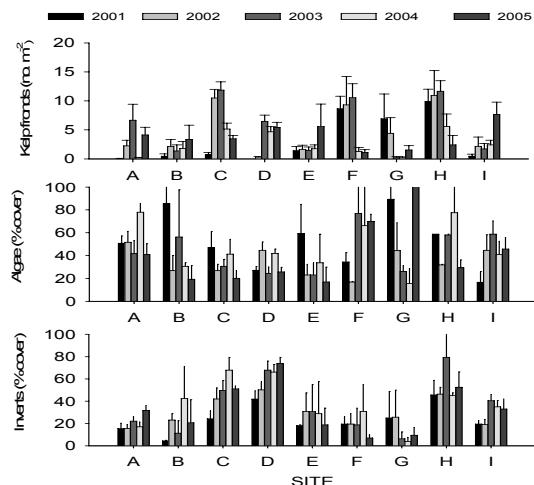 2001 2002 2003 2004 2005
Kelp fronds (no. m-2)
20
15
10
5
0
A B C D E F G H I
Algae (% cover)
100
80
60
40
20
0
A B C D E F G H I
Inverts (% cover)
100
80
60
40
20
0
A B C D E F G H I
SITE